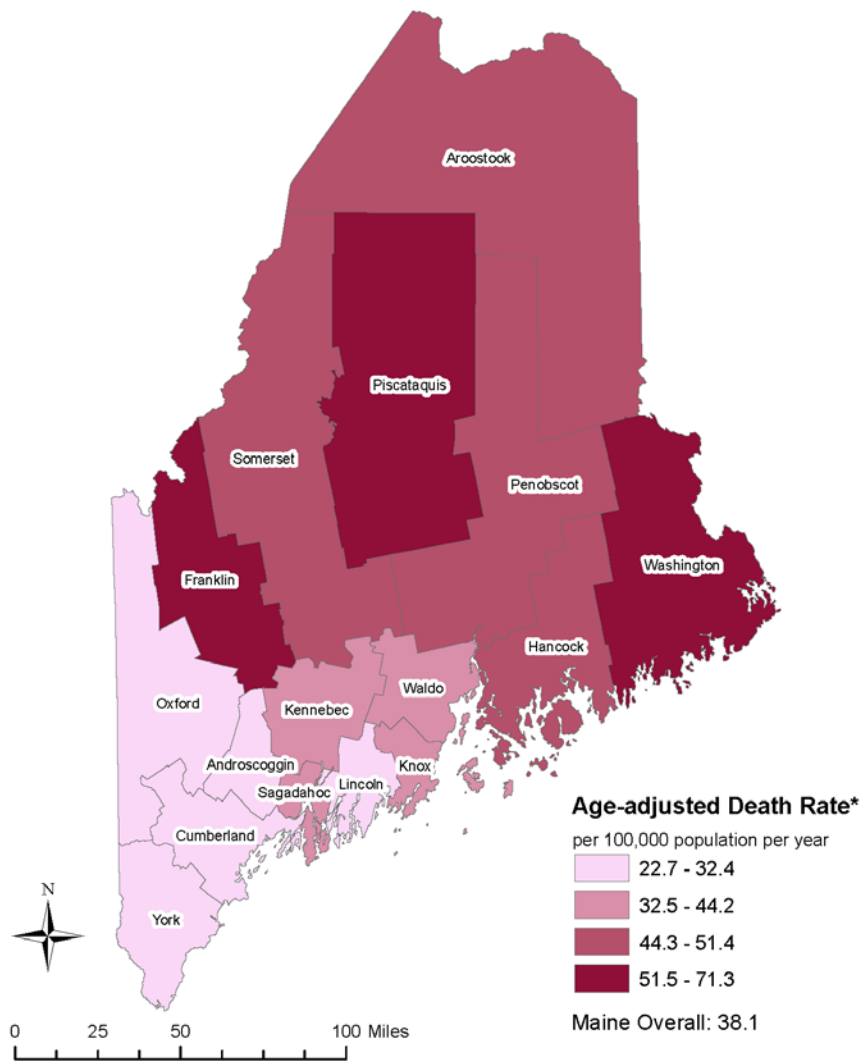 Aroostook
Piscataquis
Somerset
Penobscot
Franklin
Washington
Hancock
Oxford
Kennebec
Waldo
Androscoggin
Sagadahoc
Lincoln
Knox
Cumberland
York
N
0 25 50 100 Miles
Age-adjusted Death Rate*
per 100,000 population per year
22.7 - 32.4
32.5 - 44.2
44.3 - 51.4
51.5 - 71.3
Maine Overall: 38.1